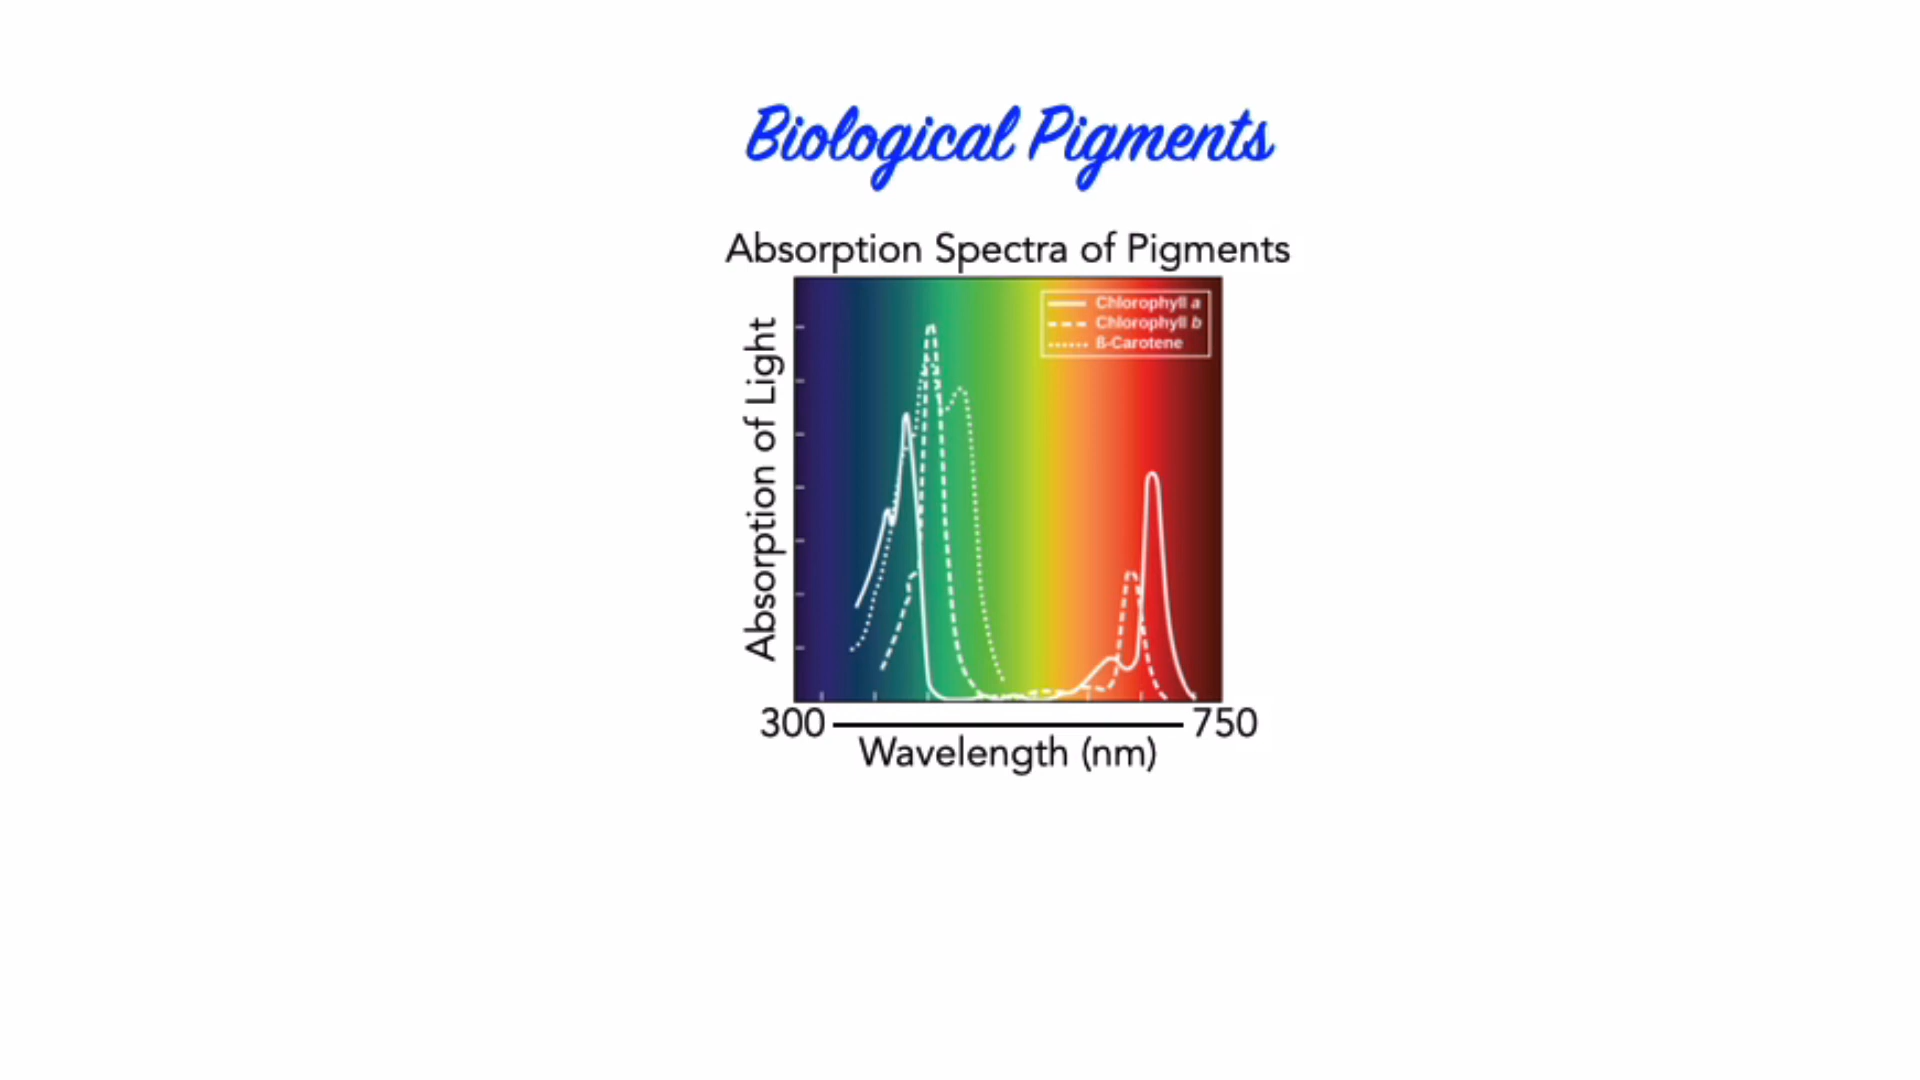 Biological Pigments
Absorption Spectra of Pigments
Absorption of Light
Chlorophyll a
Chlorophyll b
ß-Carotene
300
750
Wavelength (nm)